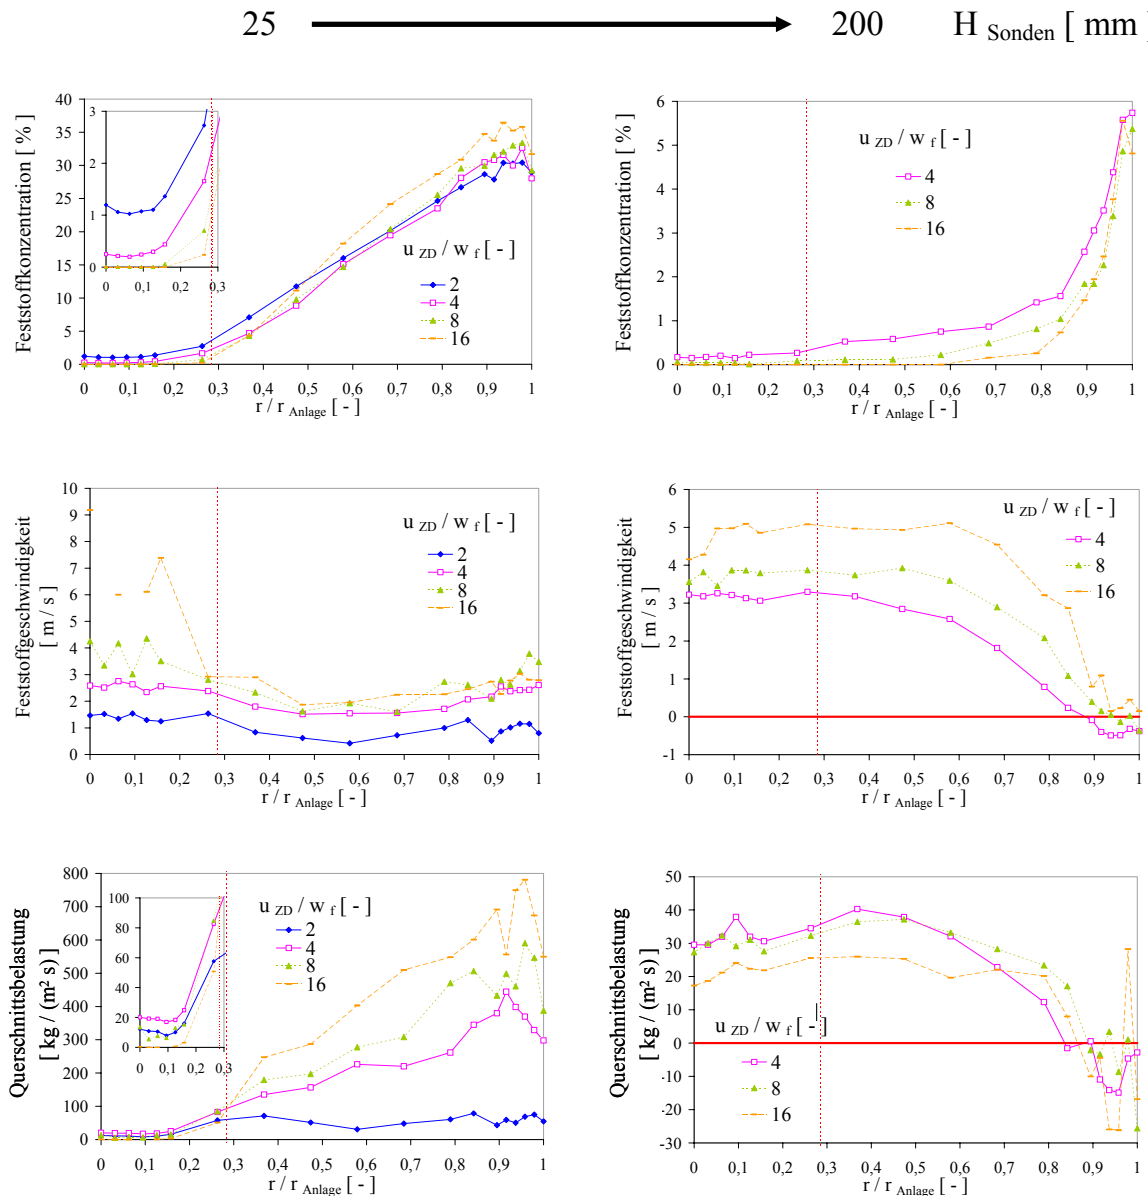 25 200 H Sonden [ mm ]
Feststoffkonzentration [ % ]
40
35
30
25
20
15
10
5
0
3
2
1
0
0 0,1 0,2 0,3
u ZD / w f [ - ]
2
4
8
16
0 0,1 0,2 0,3 0,4 0,5 0,6 0,7 0,8 0,9 1
r / r Anlage [ - ]
Feststoffkonzentration [ % ]
6
5
4
3
2
1
0
u ZD / w f [ - ]
4
8
16
0 0,1 0,2 0,3 0,4 0,5 0,6 0,7 0,8 0,9 1
r / r Anlage [ - ]
Feststoffgeschwindigkeit
[ m / s ]
10
9
8
7
6
5
4
3
2
1
0
u ZD / w f [ - ]
2
4
8
16
0 0,1 0,2 0,3 0,4 0,5 0,6 0,7 0,8 0,9 1
r / r Anlage [ - ]
Feststoffgeschwindigkeit
[ m / s ]
6
5
4
3
2
1
0
-1
u ZD / w f [ - ]
4
8
16
0 0,1 0,2 0,3 0,4 0,5 0,6 0,7 0,8 0,9 1
r / r Anlage [ - ]
Querschnittsbelastung
[ kg / (m² s) ]
800
700
600
500
400
300
200
100
0
100
80
60
40
20
0
0 0,1 0,2 0,3
u ZD / w f [ - ]
2
4
8
16
0 0,1 0,2 0,3 0,4 0,5 0,6 0,7 0,8 0,9 1
r / r Anlage [ - ]
Querschnittsbelastung
[ kg / (m² s) ]
50
40
30
20
10
0
-10
-20
-30
u ZD / w f [ - ]
4
8
16
0 0,1 0,2 0,3 0,4 0,5 0,6 0,7 0,8 0,9 1
r / r Anlage [ - ]